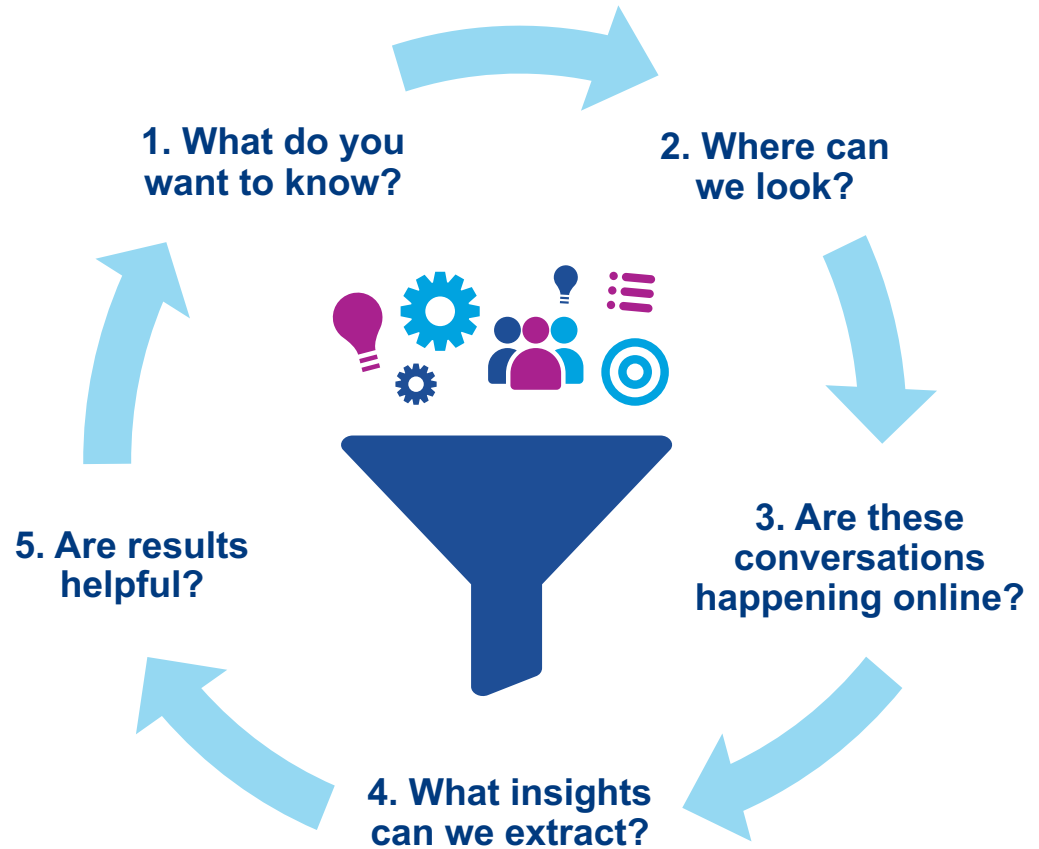 1. What do you
want to know?
2. Where can
we look?
3. Are these
conversations
happening online?
4. What insights
can we extract?
5. Are results
helpful?